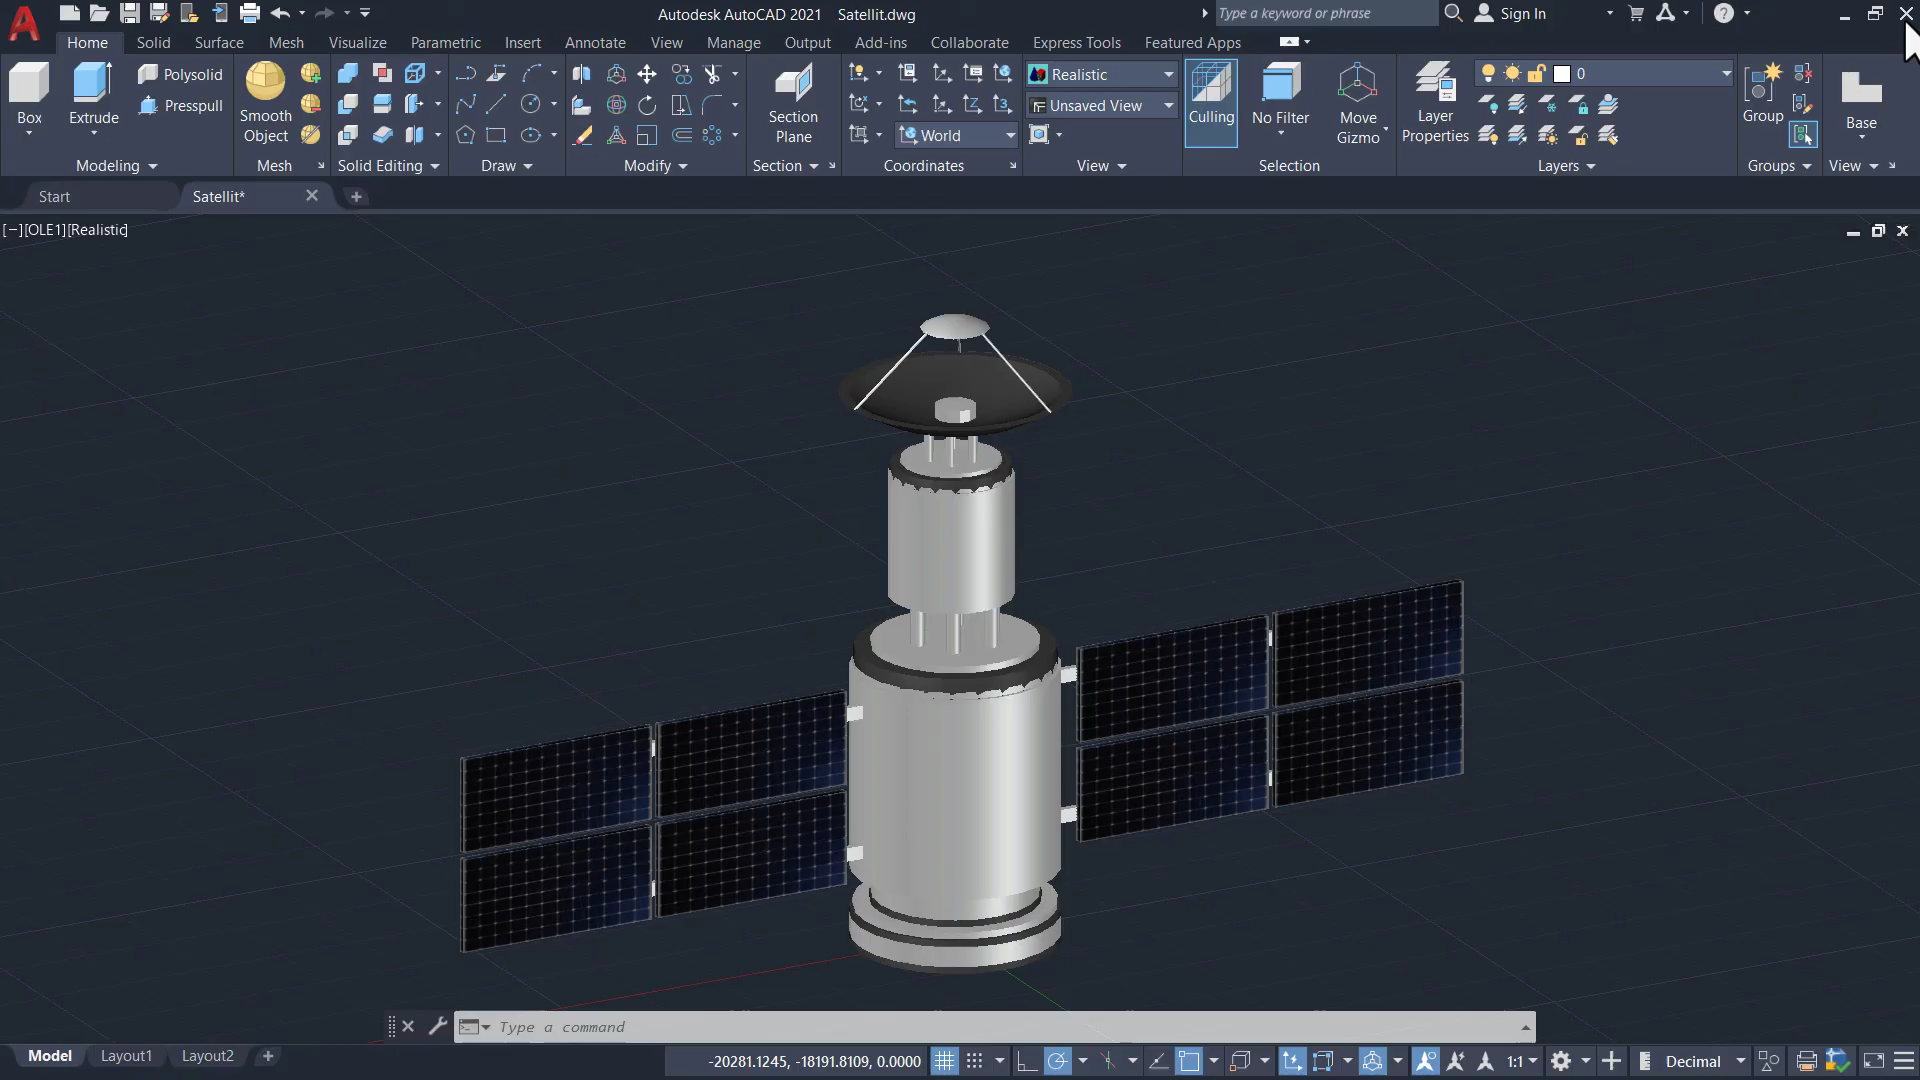 Autodesk AutoCAD 2021 Satellit.dwg
Type a keyword or phrase
Sign In
Home Solid Surface Mesh Visualize Parametric Insert Annotate View Manage Output Add-ins Collaborate Express Tools Featured Apps
Box
Extrude
Polysolid
Presspull
Smooth
Object
Section
Plane
World
Realistic
Unsaved View
Culling
No Filter
Move
Gizmo
Layer
Properties
0
Group
Base
Modeling Mesh Solid Editing Draw Modify Section Coordinates View Selection Layers Groups View
Start Satellit*
[−][OLE1][Realistic]
Type a command
Model Layout1 Layout2
-20281.1245, -18191.8109, 0.0000
1:1
Decimal